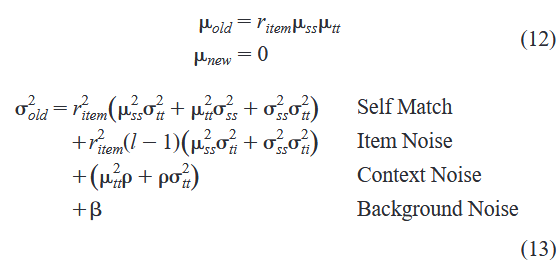 μ_old = r_item μ_ss μ_tt
μ_new = 0
(12)
σ²_old = r²_item(μ²_ss σ²_tt + μ²_tt σ²_ss + σ²_ss σ²_tt) Self Match
+r²_item(l − 1)(μ²_ss σ²_ti + σ²_ss σ²_ti) Item Noise
+(μ²_tt ρ + ρσ²_tt) Context Noise
+β Background Noise
(13)